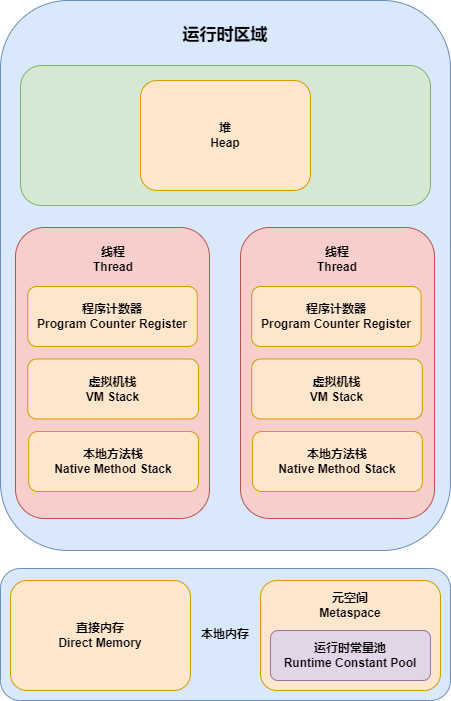 运行时区域
堆
Heap
线程
Thread
程序计数器
Program Counter Register
虚拟机栈
VM Stack
本地方法栈
Native Method Stack
线程
Thread
程序计数器
Program Counter Register
虚拟机栈
VM Stack
本地方法栈
Native Method Stack
直接内存
Direct Memory
本地内存
元空间
Metaspace
运行时常量池
Runtime Constant Pool